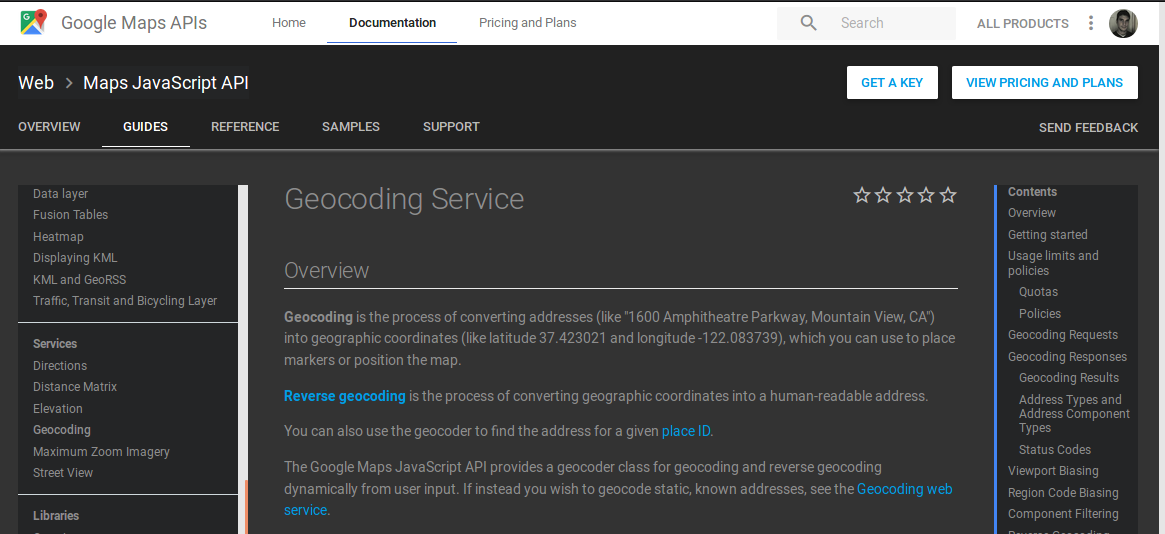 Google Maps APIs
Home
Documentation
Pricing and Plans
Search
ALL PRODUCTS
Web > Maps JavaScript API
GET A KEY
VIEW PRICING AND PLANS
OVERVIEW
GUIDES
REFERENCE
SAMPLES
SUPPORT
SEND FEEDBACK
Data layer
Fusion Tables
Heatmap
Displaying KML
KML and GeoRSS
Traffic, Transit and Bicycling Layer
Services
Directions
Distance Matrix
Elevation
Geocoding
Maximum Zoom Imagery
Street View
Libraries
Geocoding Service
Overview
Geocoding is the process of converting addresses (like "1600 Amphitheatre Parkway, Mountain View, CA")
into geographic coordinates (like latitude 37.423021 and longitude -122.083739), which you can use to place
markers or position the map.
Reverse geocoding is the process of converting geographic coordinates into a human-readable address.
You can also use the geocoder to find the address for a given place ID.
The Google Maps JavaScript API provides a geocoder class for geocoding and reverse geocoding
dynamically from user input. If instead you wish to geocode static, known addresses, see the Geocoding web
service.
Contents
Overview
Getting started
Usage limits and
policies
Quotas
Policies
Geocoding Requests
Geocoding Responses
Geocoding Results
Address Types and
Address Component
Types
Status Codes
Viewport Biasing
Region Code Biasing
Component Filtering
Reverse Geocoding